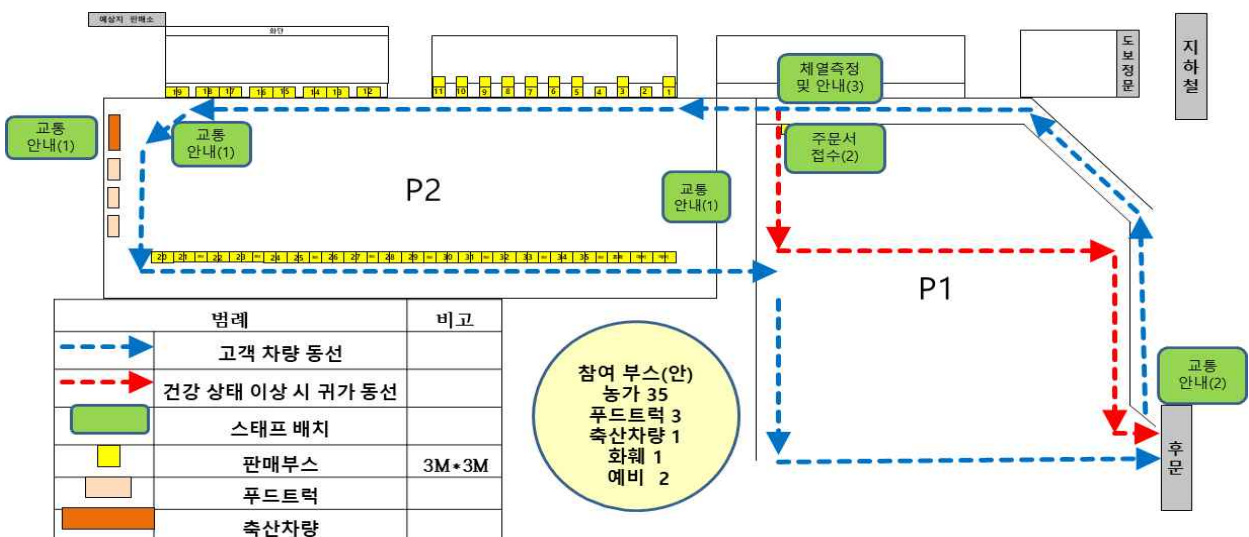 예상지 판매소
화단
도보정문
지하철
체열측정
및 안내(3)
19 18 17 16 15 14 13 12
11 10 9 8 7 6 5 4 3 2 1
교통
안내(1)
교통
안내(1)
주문서
접수(2)
P2
교통
안내(1)
20 21 22 23 24 25 26 27 28 29 30 31 32 33 34 35
P1
범례 비고
고객 차량 동선
건강 상태 이상 시 귀가 동선
스태프 배치
판매부스 3M*3M
푸드트럭
축산차량
참여 부스(안)
농가 35
푸드트럭 3
축산차량 1
화훼 1
예비 2
교통
안내(2)
후문